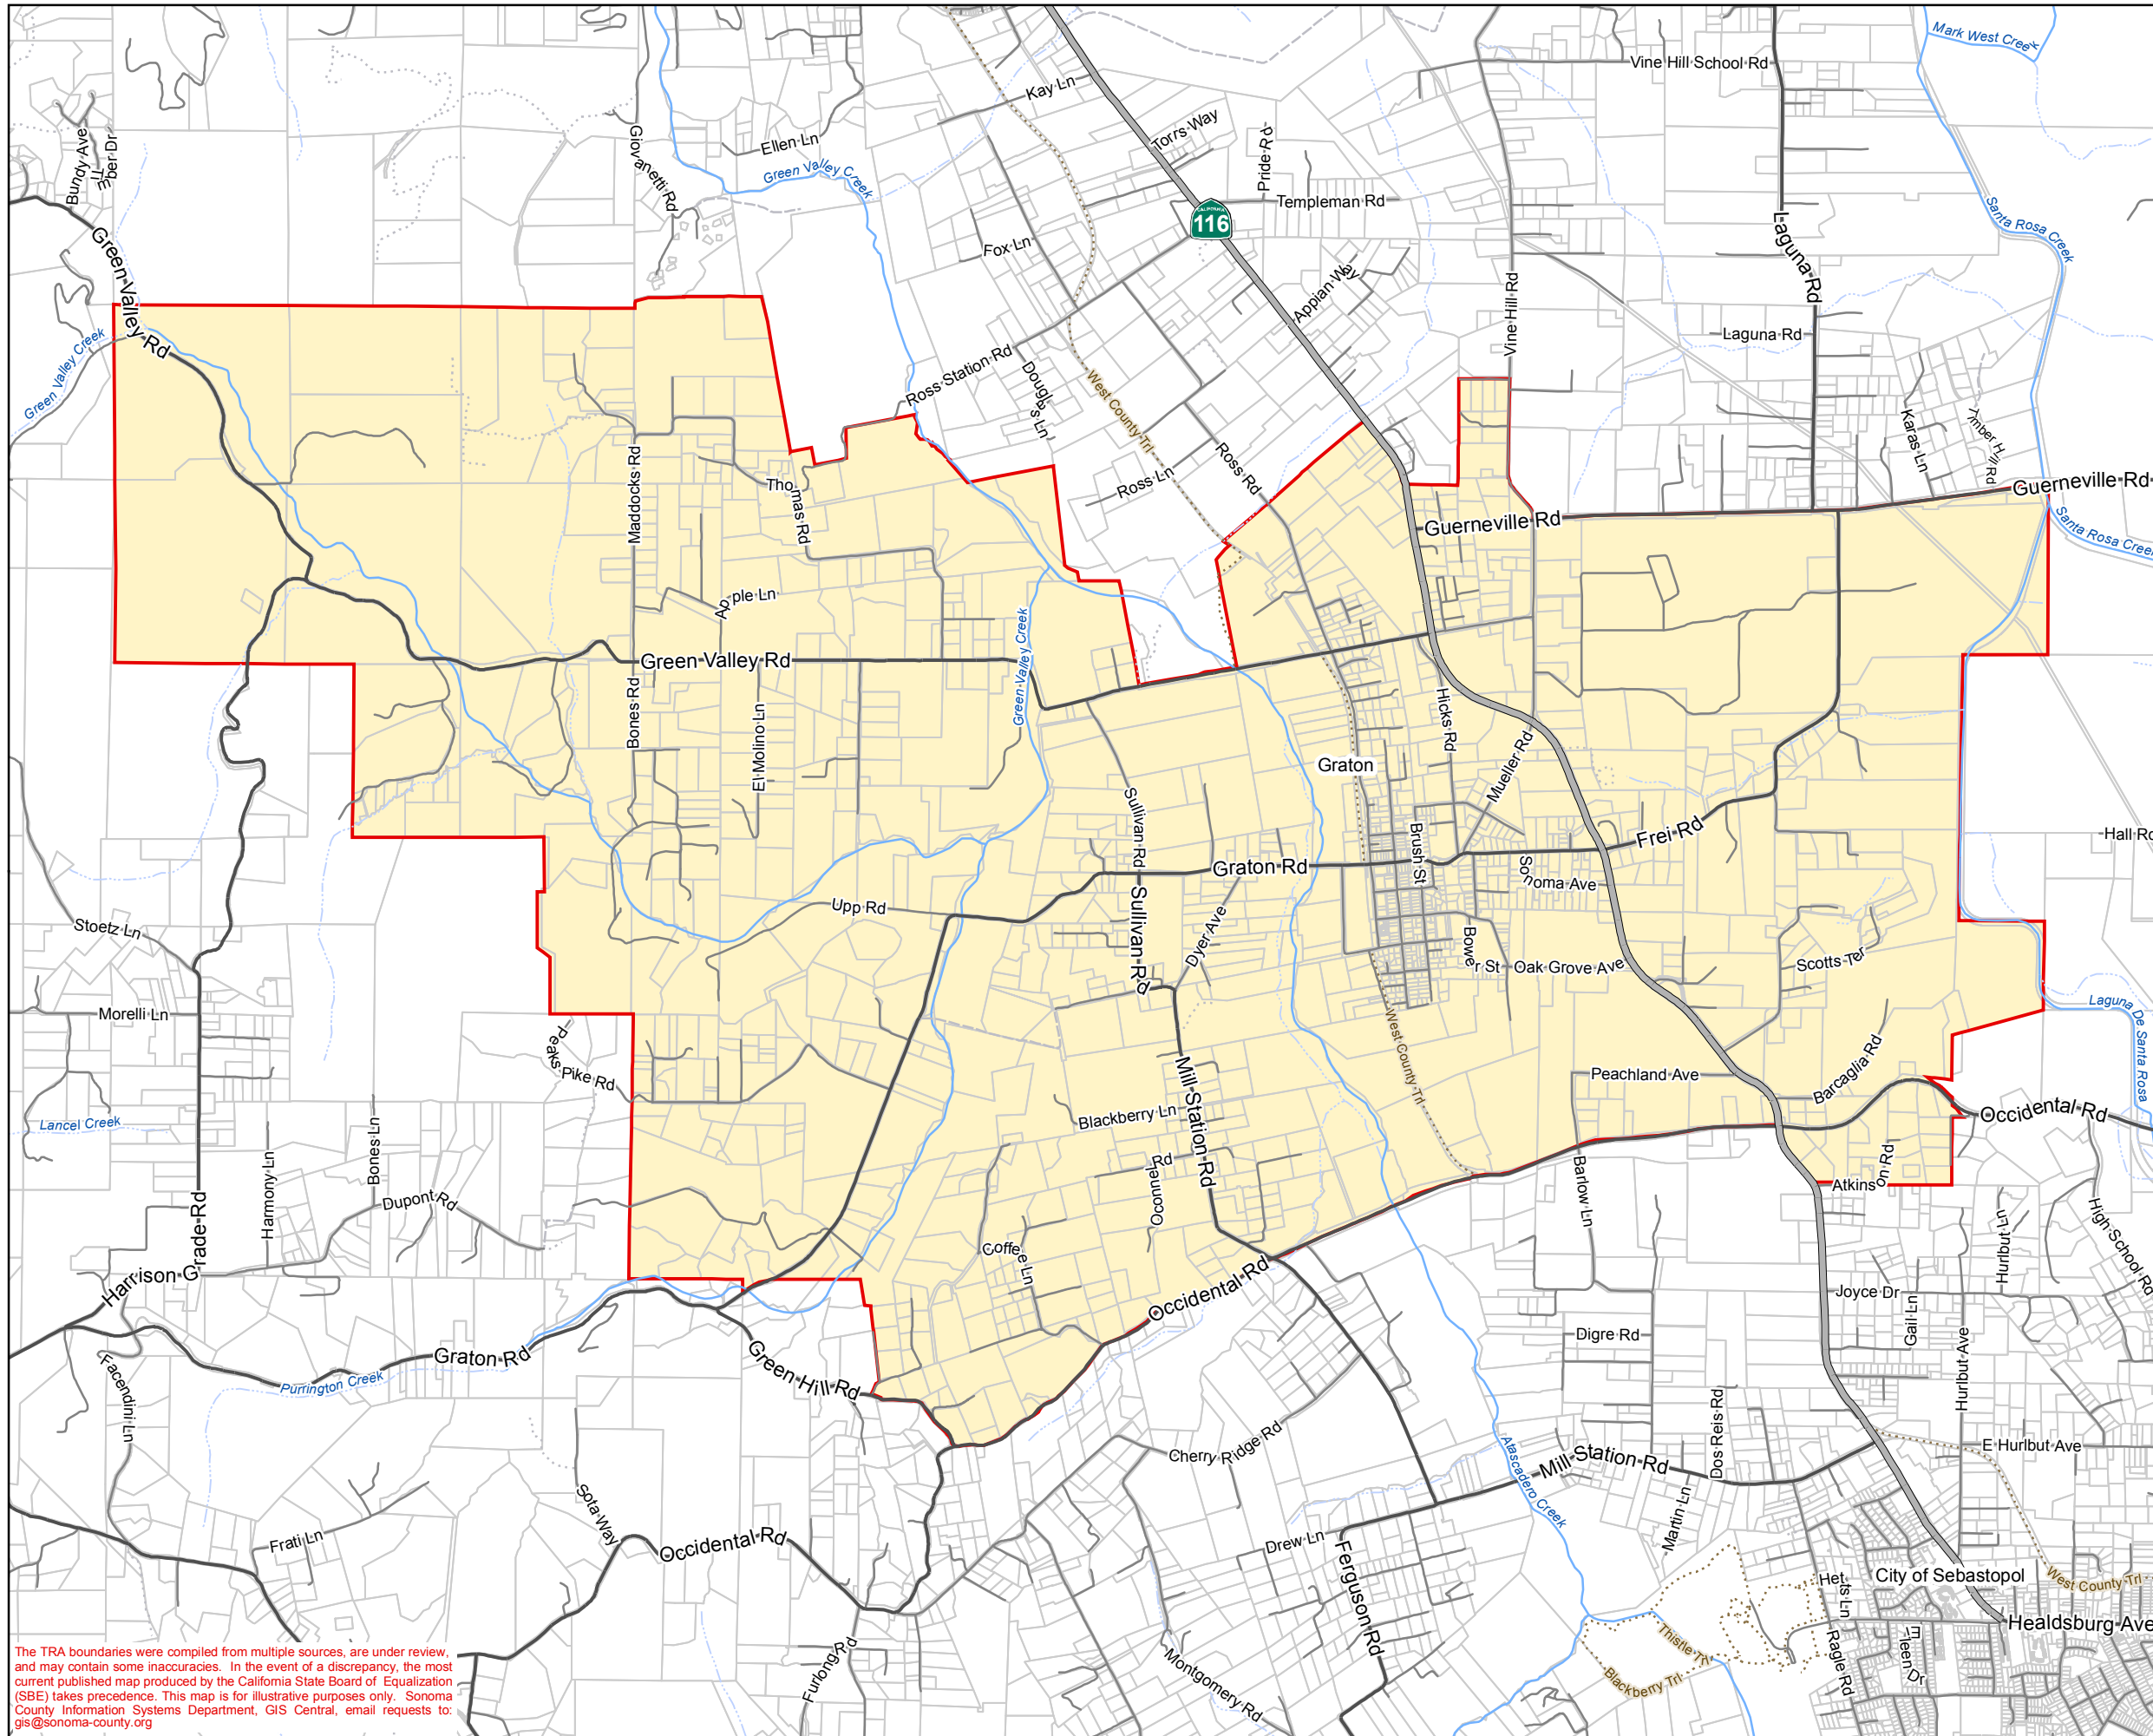 Mark West Creek
Vine Hill School Rd
Kay Ln
Torrs Way
Bundy Ave
Ti
Giovanetti Rd
Ellen Ln
Green Valley Creek
Pride Rd
Templeman Rd
CALIFORNIA
116
Santa Rosa Creek
Laguna Rd
Green Valley Rd
Fox Ln
Appian Way
Vine Hill Rd
Green Valley Creek
Laguna Rd
Ross Station Rd
Douglas Ln
West County Trl
Karas Ln
Ymber Hill Rd
Maddocks Rd
Thomas Rd
Ross Ln
Ross Rd
Guerneville Rd
Guerneville Rd
Santa Rosa Creek
Apple Ln
Green Valley Creek
Green Valley Rd
Bones Rd
El Molino Ln
Hicks Rd
Mueller Rd
Graton
Sullivan Rd
Brush St
Frei Rd
Hall Rd
Graton Rd
Sonoma Ave
Upp Rd
Sullivan Rd
Dyer Ave
Stoetz Ln
Bower St
Oak Grove Ave
Scotts Ter
Morelli Ln
Laguna De Santa Rosa
West County Trl
Peaks Pike Rd
Mill Station Rd
Peachland Ave
Barcaglia Rd
Lancel Creek
Blackberry Ln
Occidental Rd
Bones Ln
Harmony Ln
Oconnel Rd
Barlow Ln
Atkinson Rd
Dupont Rd
Harrison Grade Rd
Coffee Ln
Hurlbut Ln
High School Rd
Occidental Rd
Joyce Dr
Gail Ln
Digre Rd
Hurlbut Ave
Graton Rd
Green Hill Rd
Facendini Ln
Purrington Creek
Dos Reis Rd
Cherry Ridge Rd
E Hurlbut Ave
Mill Station Rd
Atascadero Creek
Martin Ln
Sota Way
Frati Ln
Occidental Rd
Drew Ln
Ferguson Rd
City of Sebastopol
West County Trl
Hetts Ln
Healdsburg Ave
Thistle Trl
Blackberry Trl
Ragle Rd
Eileen Dr
Furlong Rd
Montgomery Rd
The TRA boundaries were compiled from multiple sources, are under review,
and may contain some inaccuracies. In the event of a discrepancy, the most
current published map produced by the California State Board of Equalization
(SBE) takes precedence. This map is for illustrative purposes only. Sonoma
County Information Systems Department, GIS Central, email requests to:
gis@sonoma-county.org